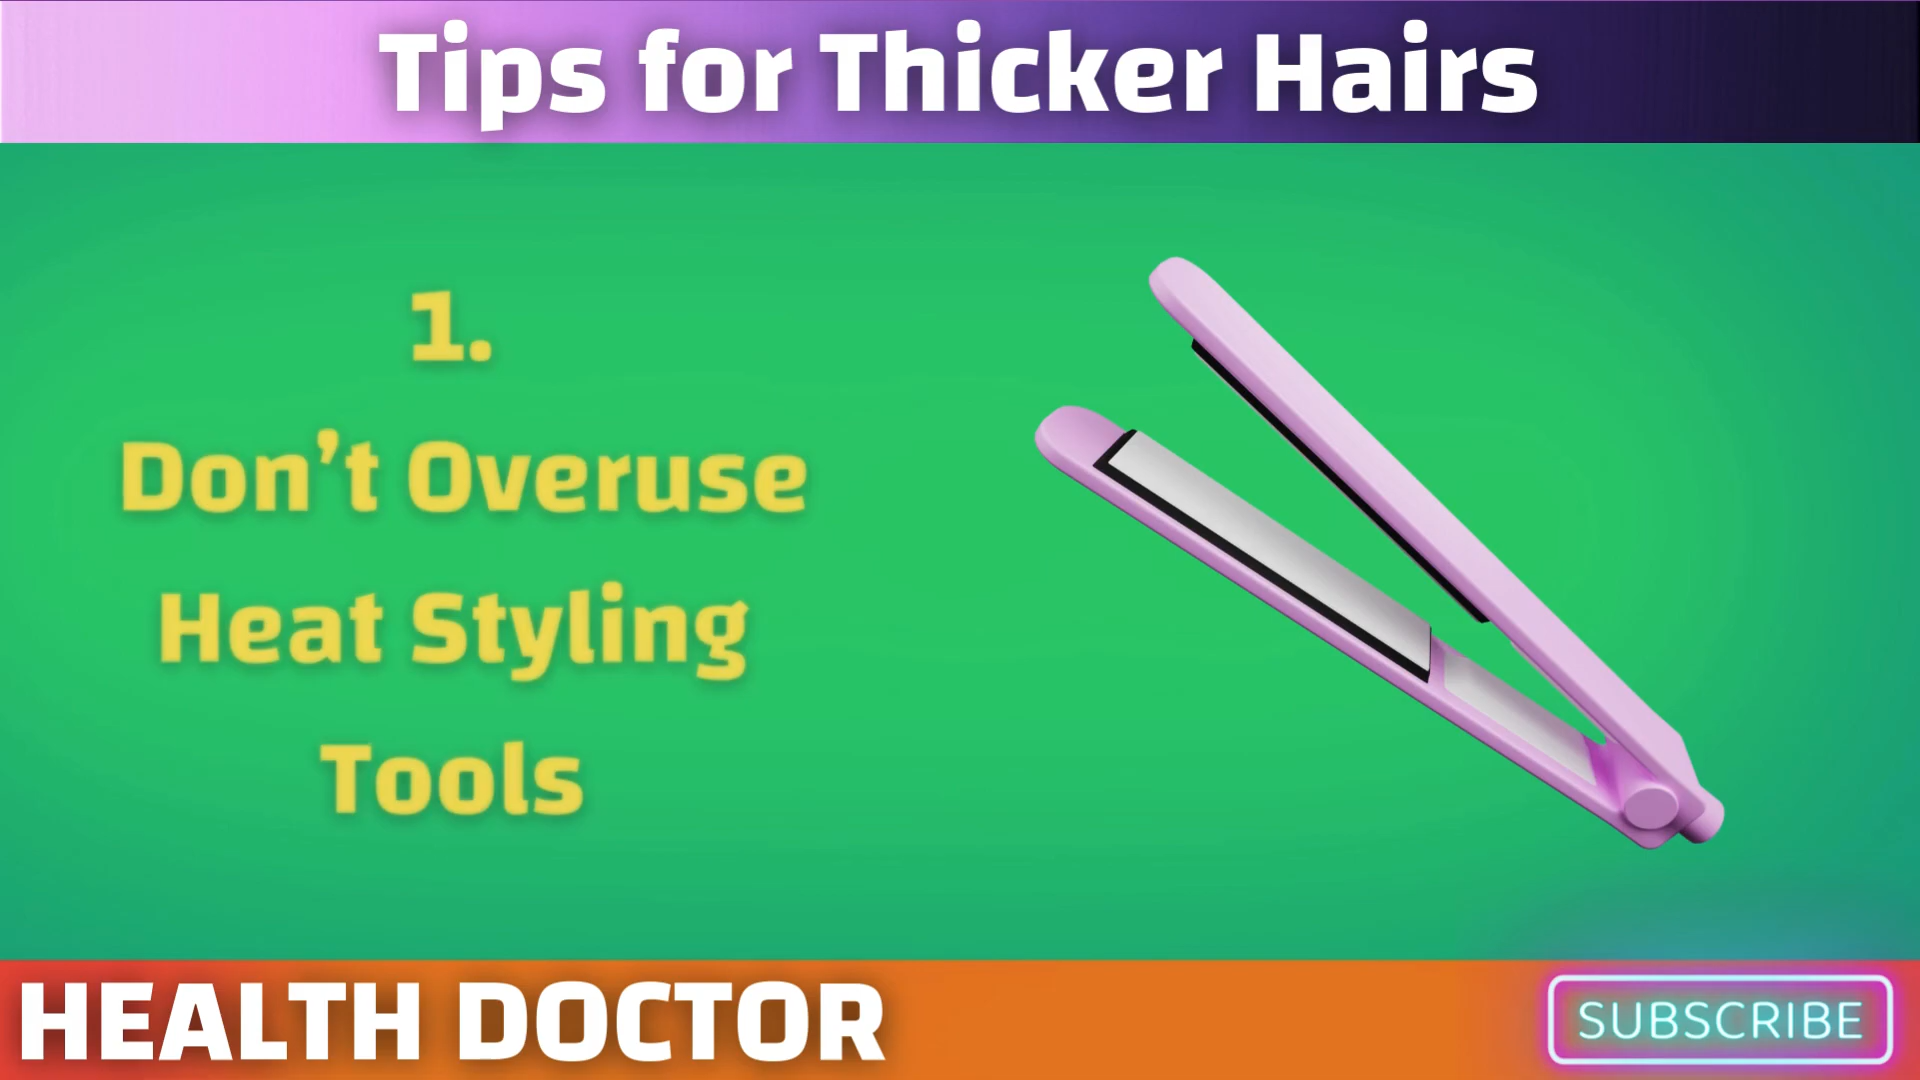 Tips for Thicker Hairs
1.
Don’t Overuse
Heat Styling
Tools
HEALTH DOCTOR
SUBSCRIBE